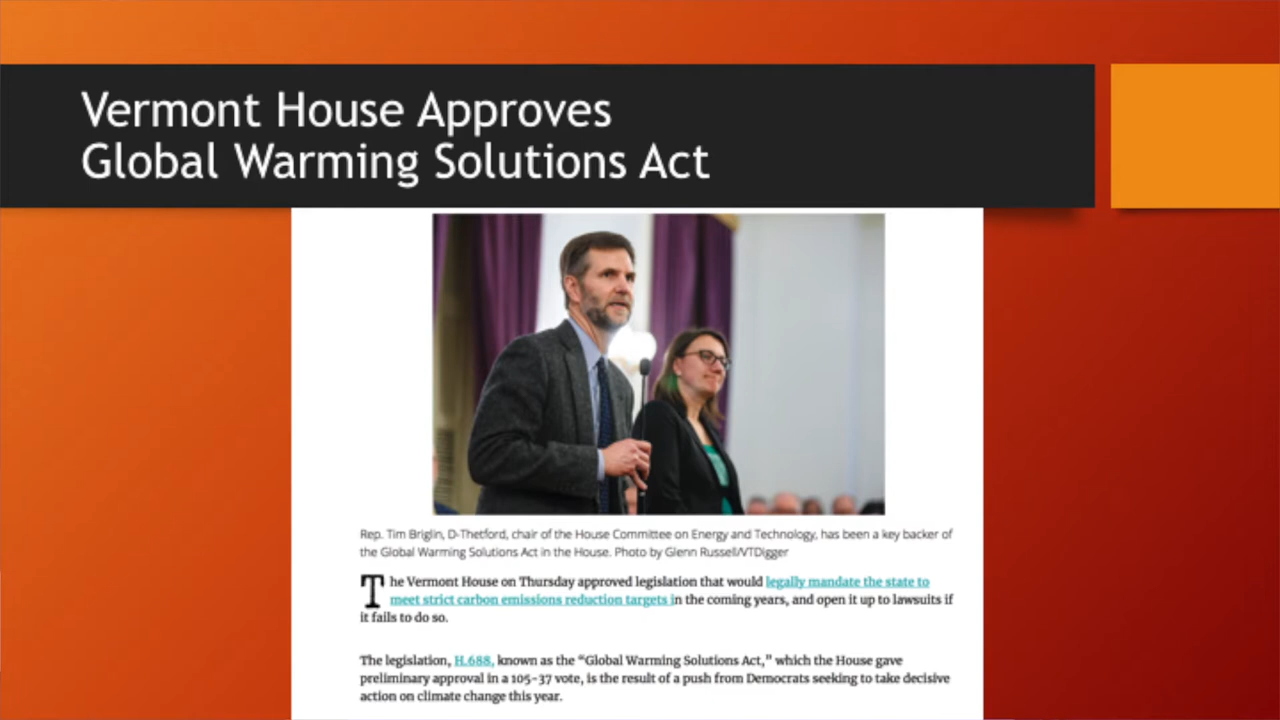 Vermont House Approves
Global Warming Solutions Act
Rep. Tim Briglin, D-Thetford, chair of the House Committee on Energy and Technology, has been a key backer of
the Global Warming Solutions Act in the House. Photo by Glenn Russell/VTDigger
The Vermont House on Thursday approved legislation that would legally mandate the state to
meet strict carbon emissions reduction targets in the coming years, and open it up to lawsuits if
it fails to do so.
The legislation, H.688, known as the “Global Warming Solutions Act,” which the House gave
preliminary approval in a 105-37 vote, is the result of a push from Democrats seeking to take decisive
action on climate change this year.